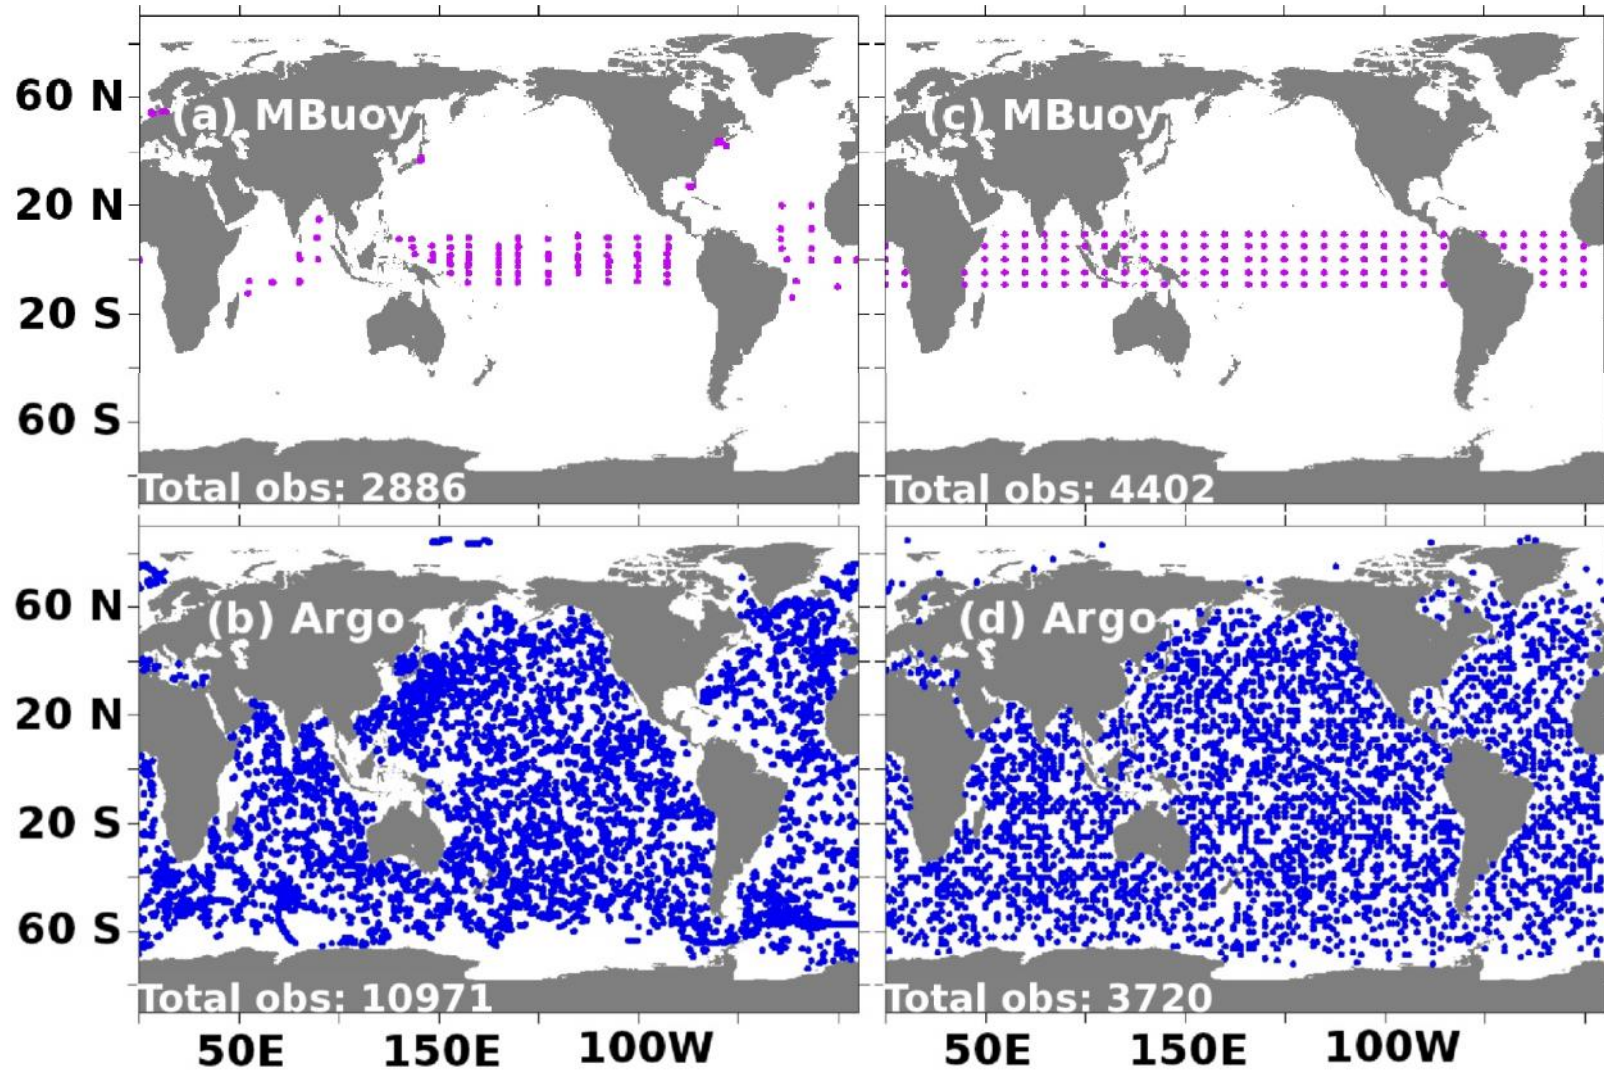 60 N
20 N
20 S
60 S
(a) MBuoy
Total obs: 2886
(c) MBuoy
Total obs: 4402
60 N
20 N
20 S
60 S
(b) Argo
Total obs: 10971
(d) Argo
Total obs: 3720
50E 150E 100W
50E 150E 100W